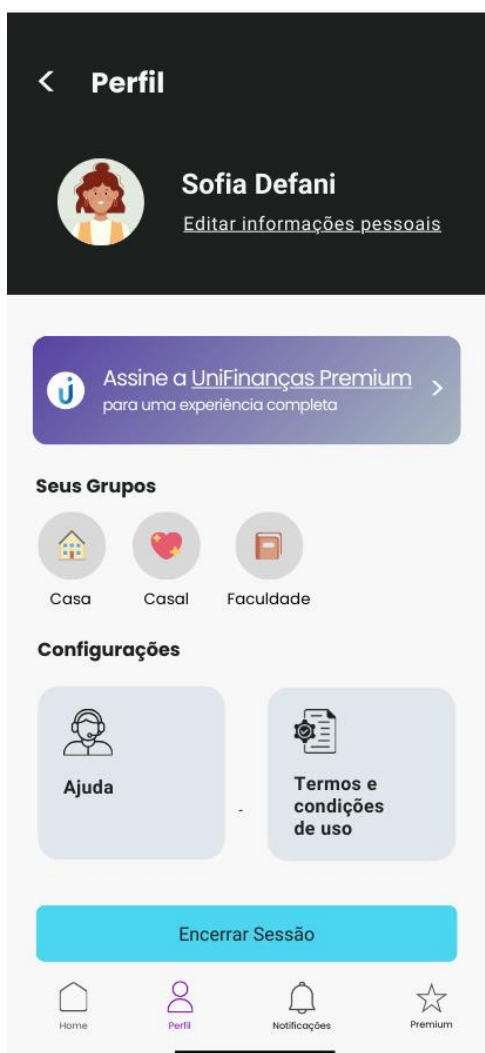 Perfil
Sofia Defani
Editar informações pessoais
Assine a UniFinanças Premium
para uma experiência completa
Seus Grupos
Casa Casal Faculdade
Configurações
Ajuda
Termos e
condições
de uso
-
Encerrar Sessão
Home Perfil Notificações Premium